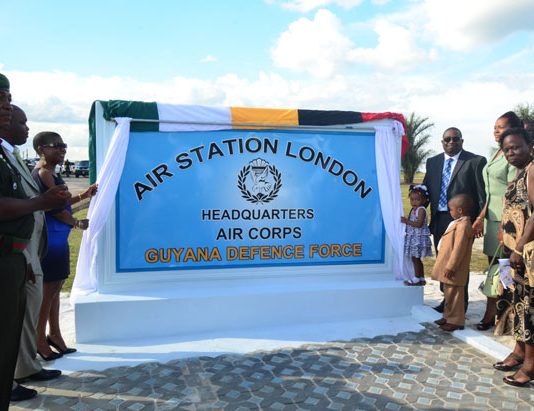 AIR STATION LONDON
HEADQUARTERS
AIR CORPS
GUYANA DEFENCE FORCE